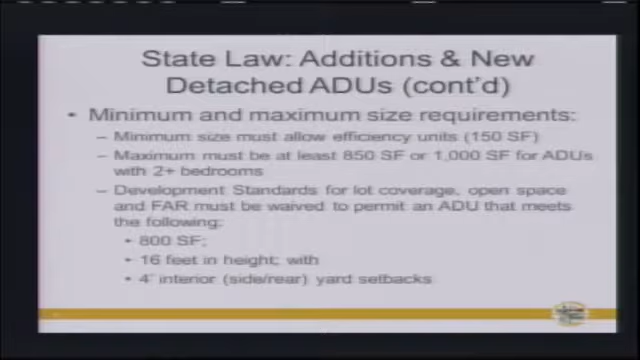 State Law: Additions & New
Detached ADUs (cont'd)
• Minimum and maximum size requirements:
– Minimum size must allow efficiency units (150 SF)
– Maximum must be at least 850 SF or 1,000 SF for ADUs
with 2+ bedrooms
– Development Standards for lot coverage, open space
and FAR must be waived to permit an ADU that meets
the following:
• 800 SF;
• 16 feet in height; with
• 4' interior (side/rear) yard setbacks